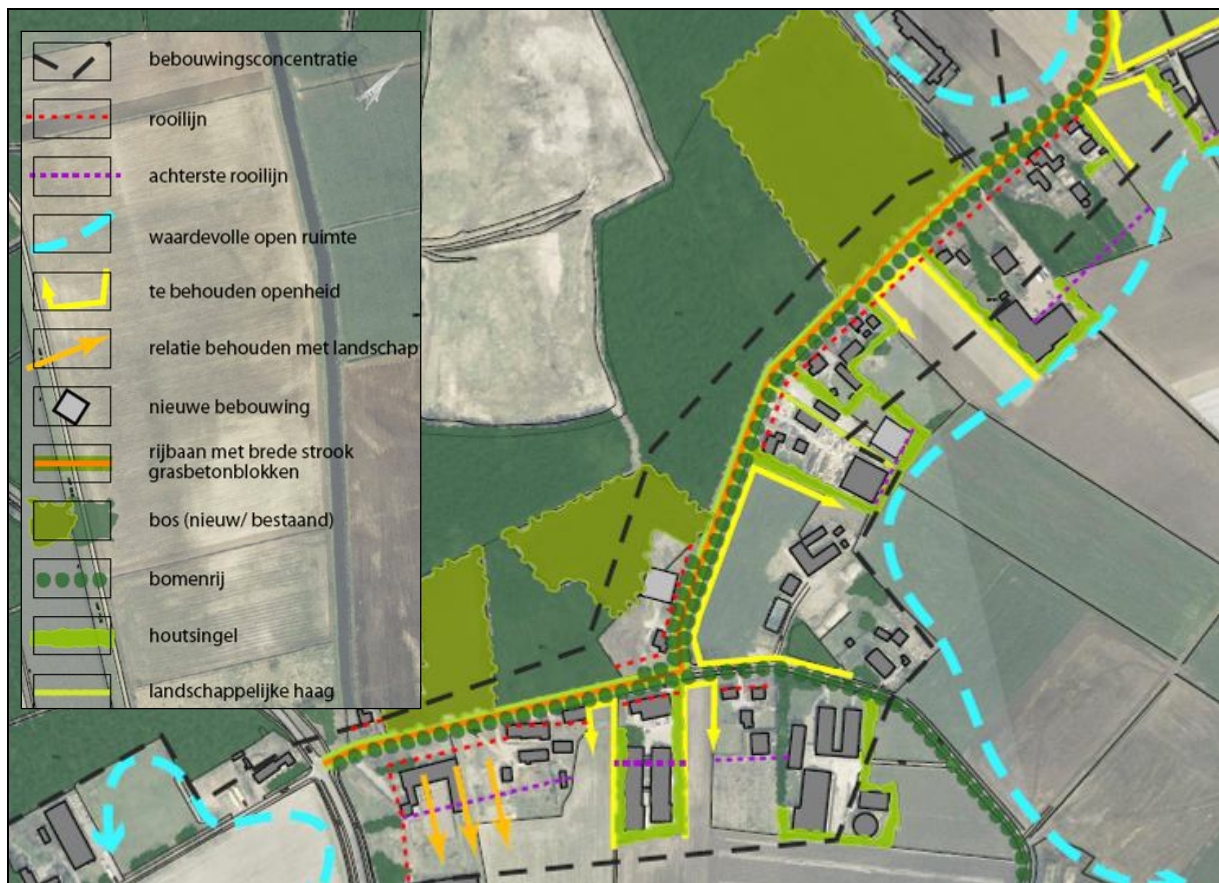 bebouwingsconcentratie
rooilijn
achterste rooilijn
waardevolle open ruimte
te behouden openheid
relatie behouden met landschap
nieuwe bebouwing
rijbaan met brede strook
grasbetonblokken
bos (nieuw/ bestaand)
bomenrij
houtsingel
landschappelijke haag